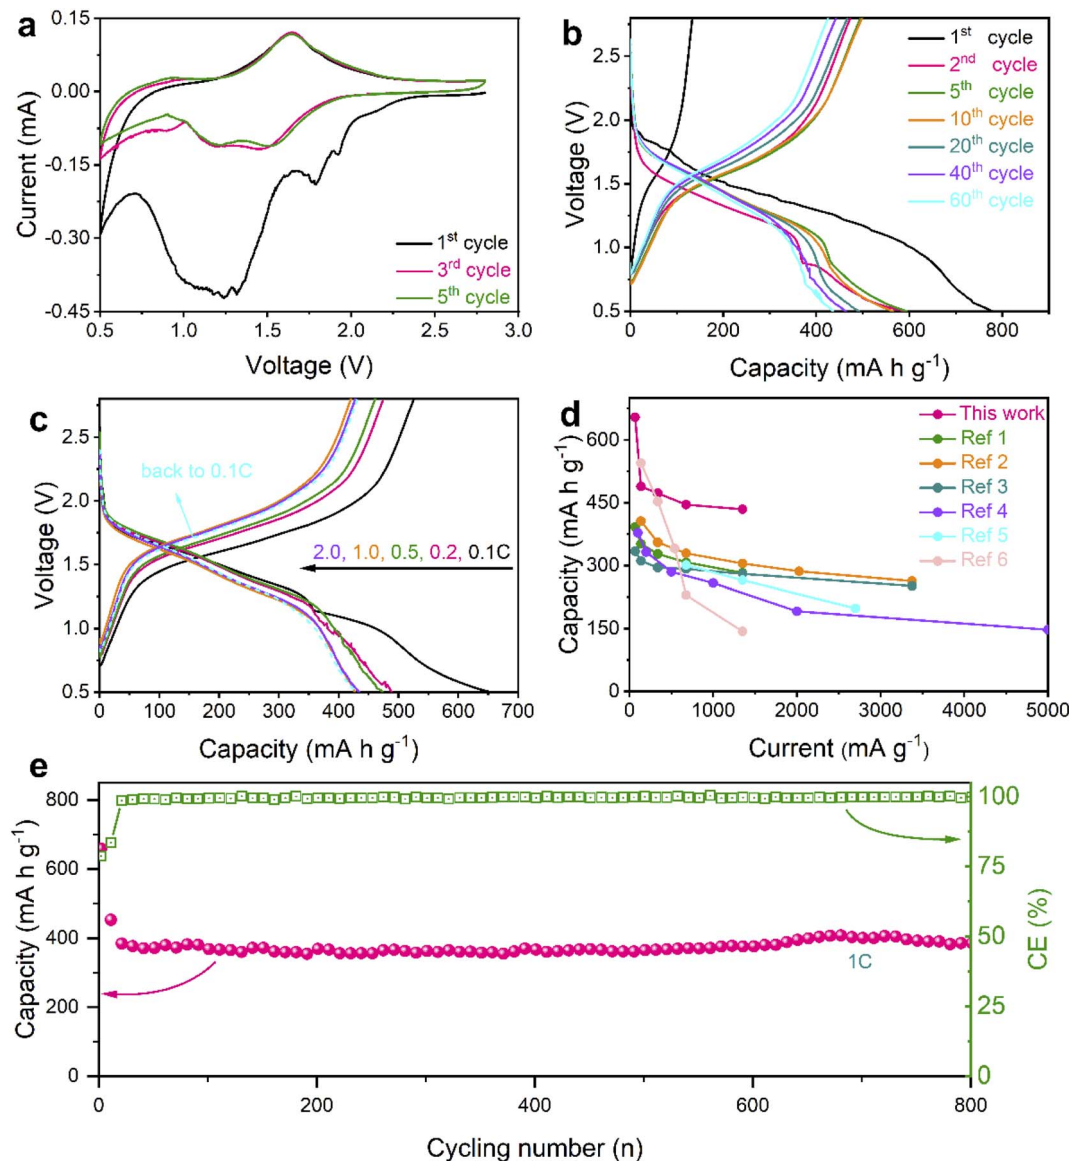 a
Current (mA)
0.15
0.00
-0.15
-0.30
-0.45
0.5
1.0
1.5
2.0
2.5
3.0
Voltage (V)
1st cycle
3rd cycle
5th cycle
b
Voltage (V)
2.5
2.0
1.5
1.0
0.5
0
200
400
600
800
Capacity (mA h g-1)
1st cycle
2nd cycle
5th cycle
10th cycle
20th cycle
40th cycle
60th cycle
c
Voltage (V)
2.5
2.0
1.5
1.0
0.5
0
100
200
300
400
500
600
700
Capacity (mA h g-1)
back to 0.1C
2.0, 1.0, 0.5, 0.2, 0.1C
d
Capacity (mA h g-1)
600
450
300
150
0
0
1000
2000
3000
4000
5000
Current (mA g-1)
This work
Ref 1
Ref 2
Ref 3
Ref 4
Ref 5
Ref 6
e
Capacity (mA h g-1)
800
600
400
200
0
0
200
400
600
800
Cycling number (n)
1C
100
75
50
25
0
CE (%)